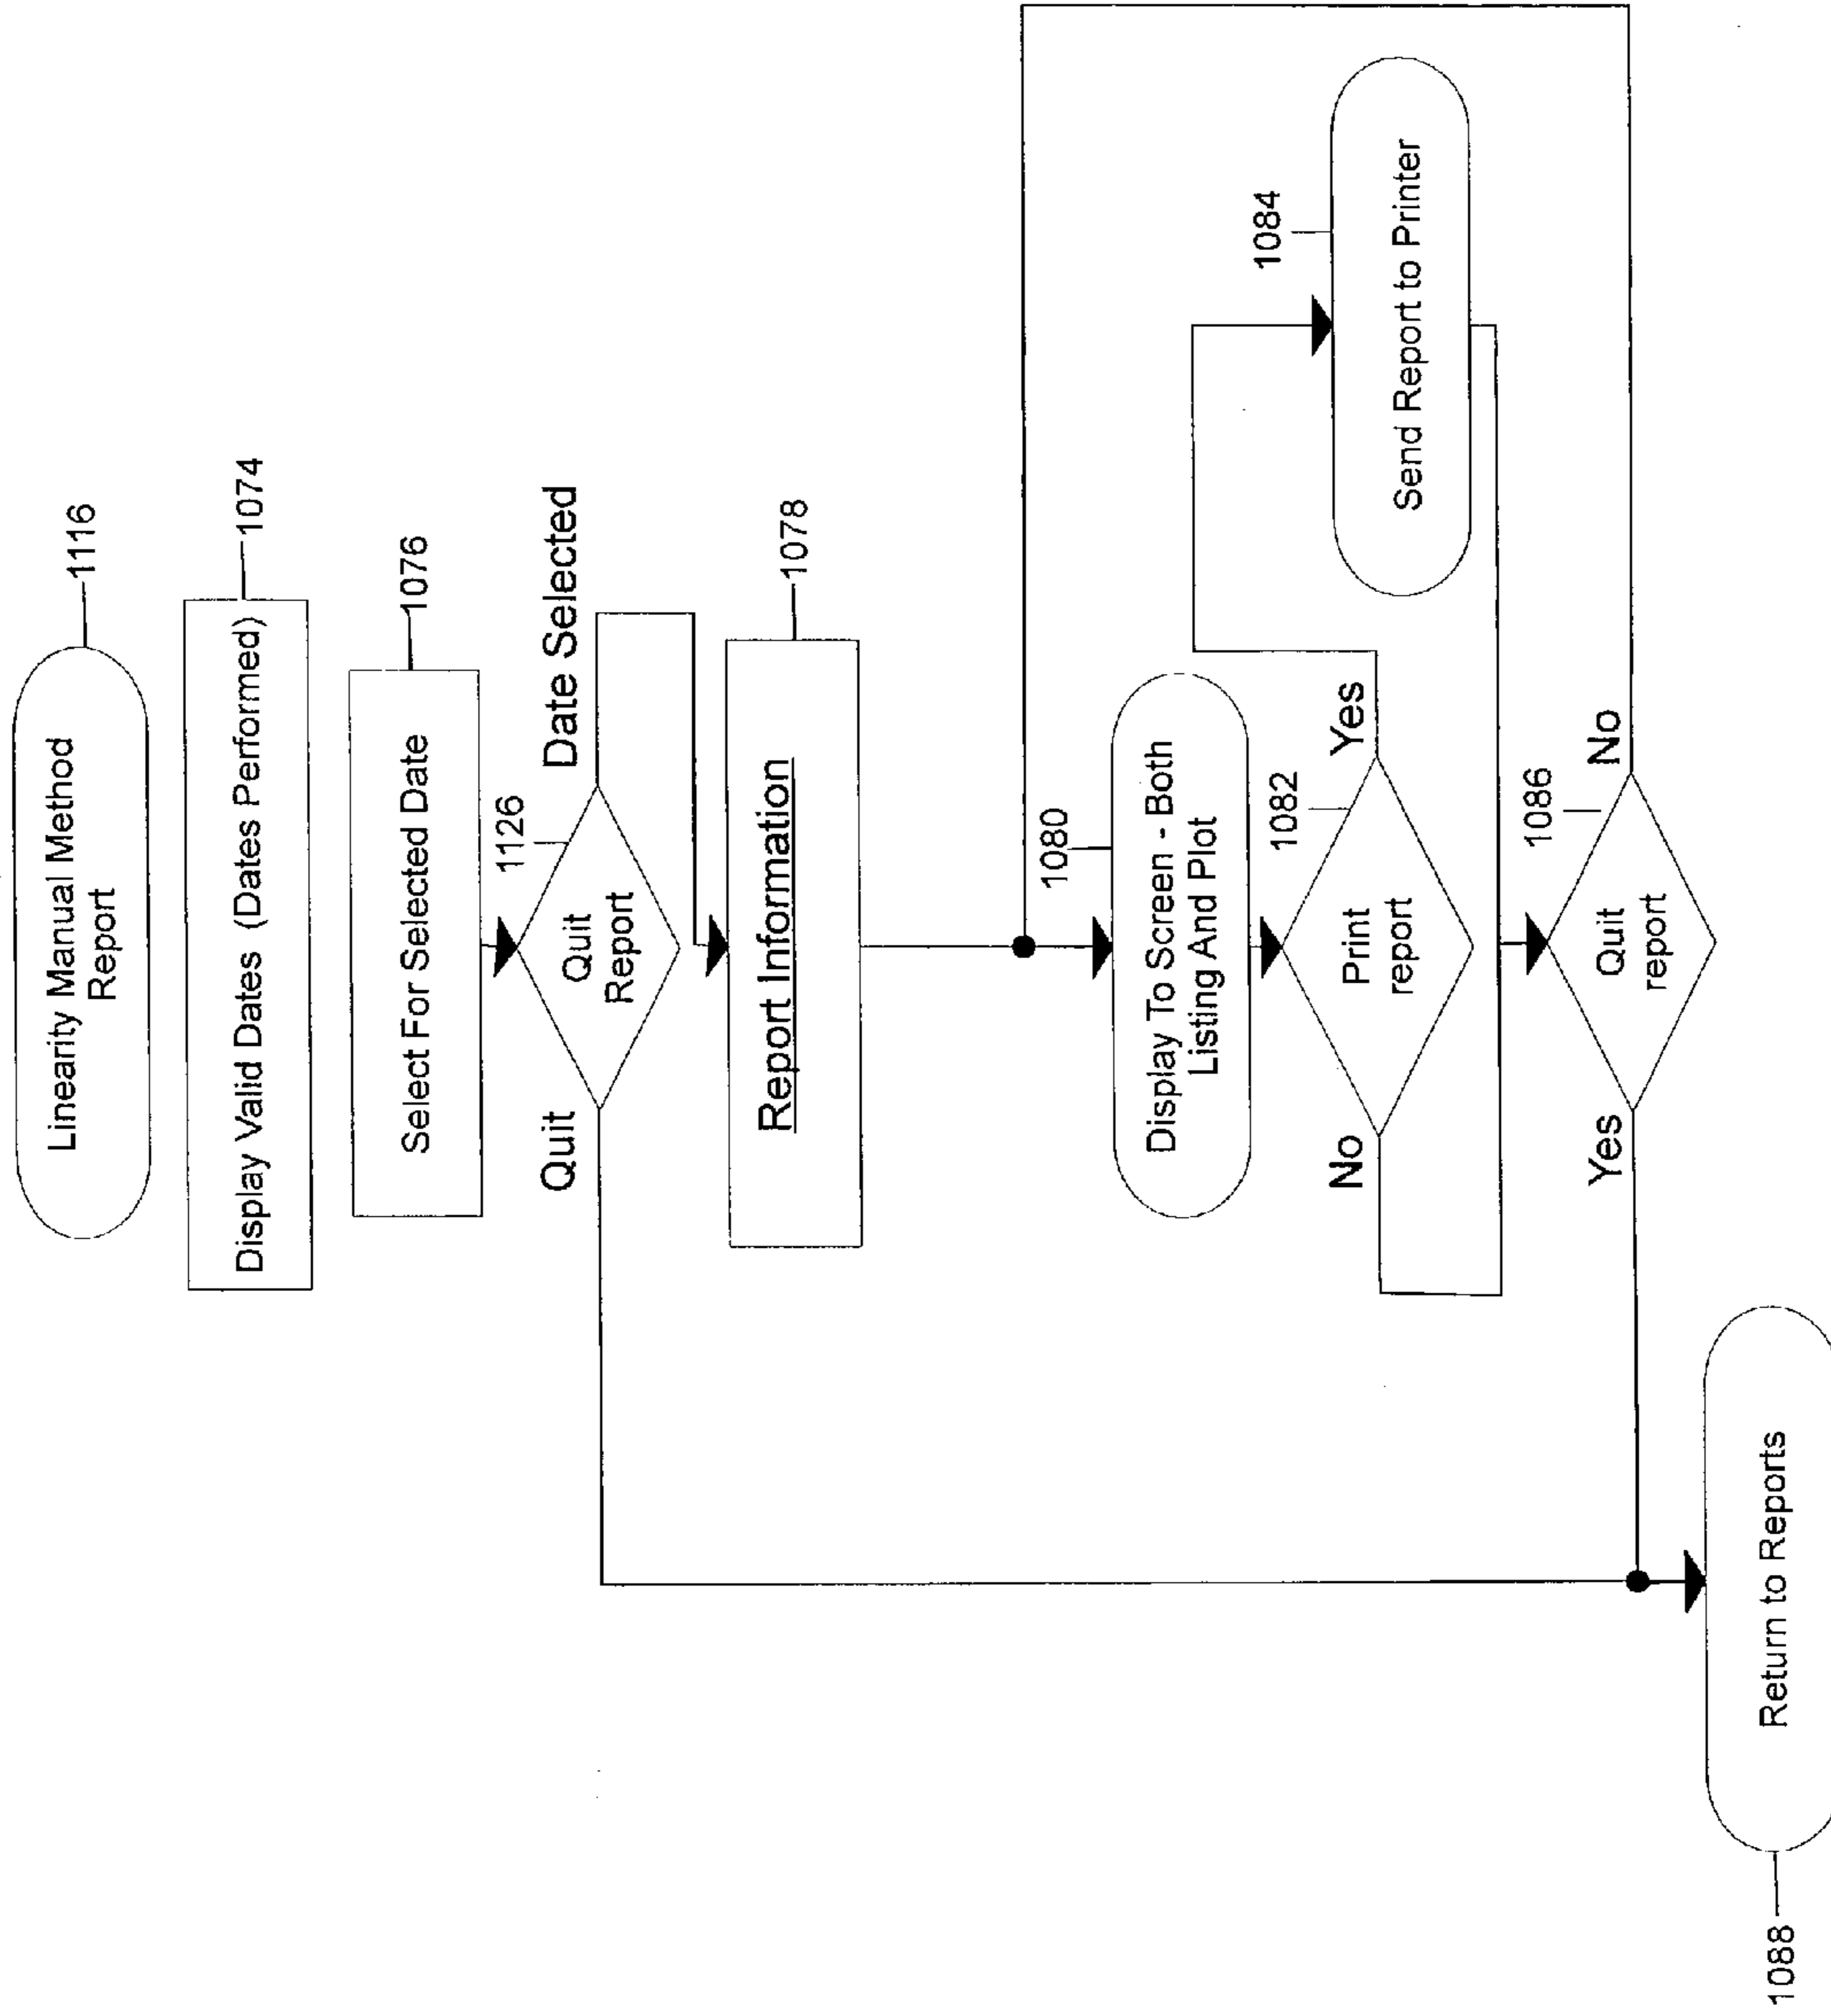 Linearity Manual Method
Report
1116
Display Valid Dates (Dates Performed)
1074
Select For Selected Date
1076
1126
Quit
Report
Quit
Date Selected
Report Information
1078
1080
Display To Screen - Both
Listing And Plot
1082
Print
report
No
Yes
1084
Send Report to Printer
1086
Quit
report
Yes
No
Return to Reports
1088